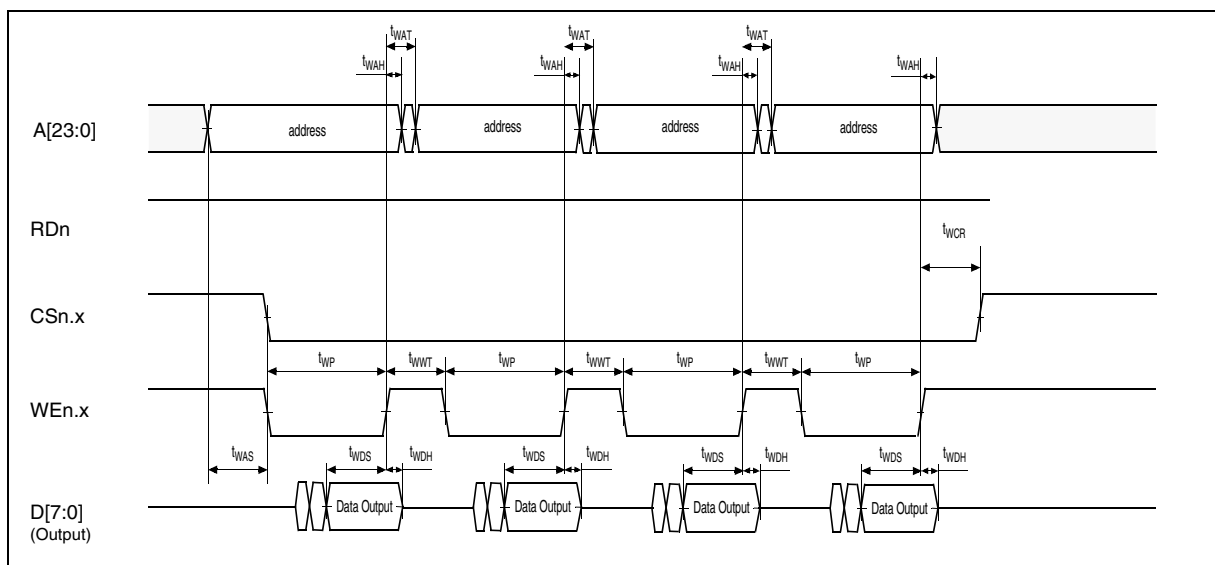 tWAT tWAT tWAT
tWAH tWAH tWAH tWAH
A[23:0] address address address address
RDn
tWCR
CSn.x
tWP tWWT tWP tWWT tWP tWWT tWP
WEn.x
tWAS tWDS tWDH tWDS tWDH tWDS tWDH tWDS tWDH
D[7:0] Data Output Data Output Data Output Data Output
(Output)